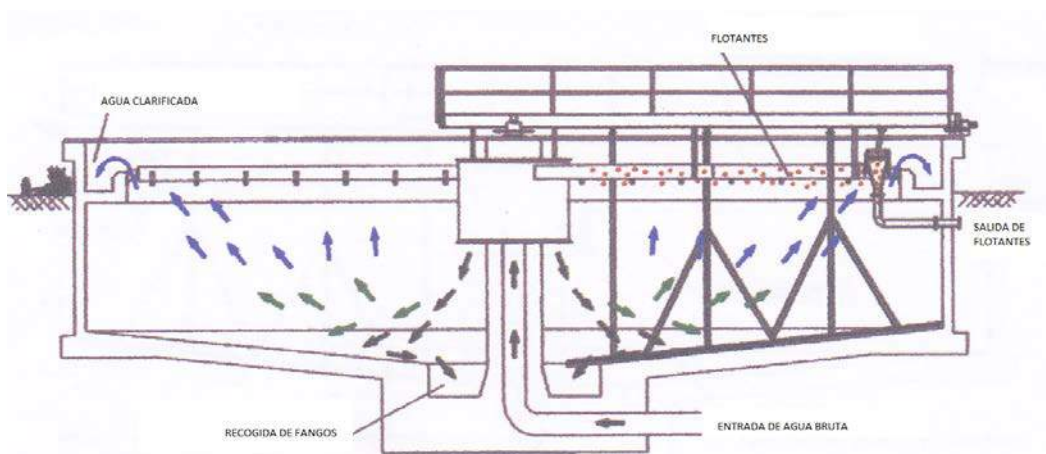 FLOTANTES
AGUA CLARIFICADA
SALIDA DE
FLOTANTES
RECOGIDA DE FANGOS
ENTRADA DE AGUA BRUTA